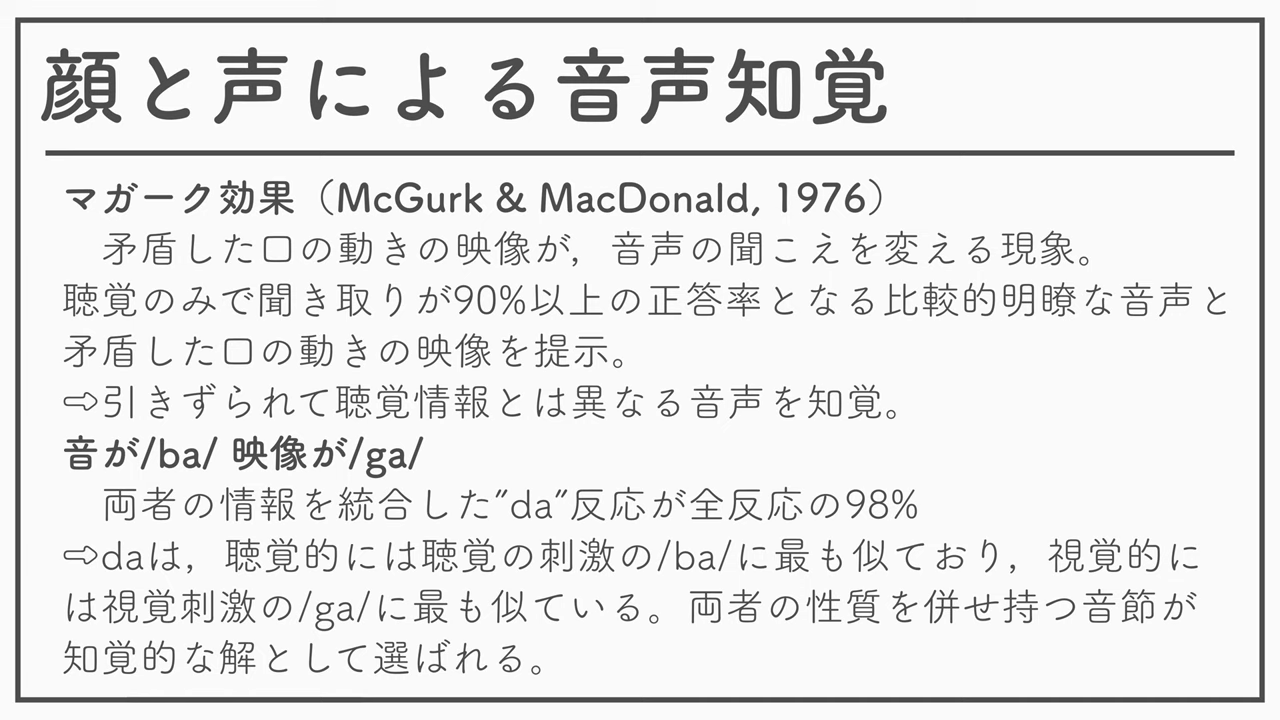 顔と声による音声知覚
マガーク効果（McGurk & MacDonald, 1976）
　矛盾した口の動きの映像が，音声の聞こえを変える現象。
聴覚のみで聞き取りが90%以上の正答率となる比較的明瞭な音声と
矛盾した口の動きの映像を提示。
⇨引きずられて聴覚情報とは異なる音声を知覚。
音が/ba/ 映像が/ga/
　両者の情報を統合した”da”反応が全反応の98%
⇨daは，聴覚的には聴覚の刺激の/ba/に最も似ており，視覚的に
は視覚刺激の/ga/に最も似ている。両者の性質を併せ持つ音節が
知覚的な解として選ばれる。